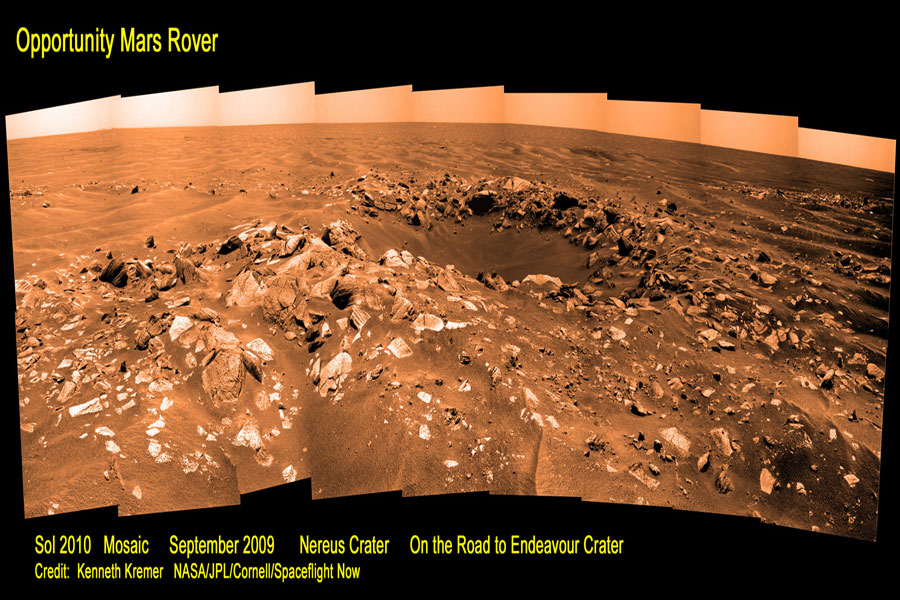 Opportunity Mars Rover
Sol 2010 Mosaic September 2009 Nereus Crater On the Road to Endeavour Crater
Credit: Kenneth Kremer NASA/JPL/Cornell/Spaceflight Now